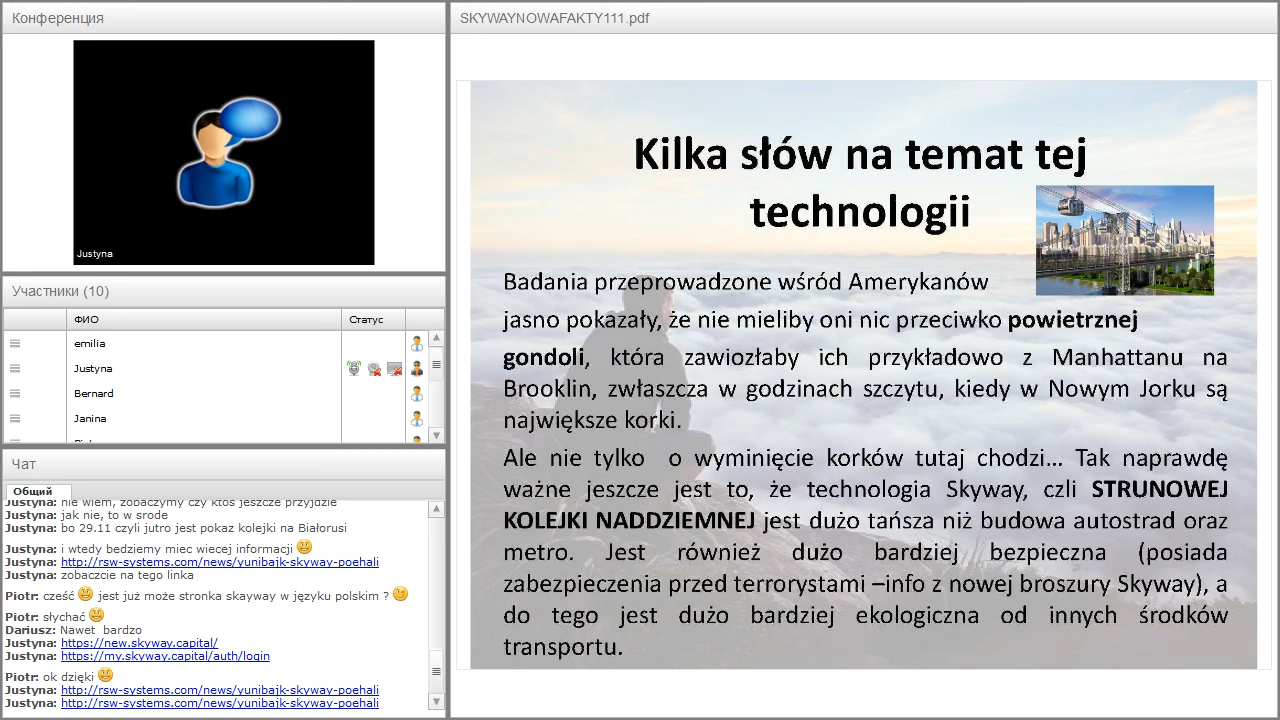 Конференция
Justyna
Участники (10)
ФИО Статус
emilia
Justyna
Bernard
Janina
Чат
Общий
Justyna: nie wiem, zobaczymy czy ktos jeszcze przyjdzie
Justyna: jak nie, to w srode
Justyna: bo 29.11 czyli jutro jest pokaz kolejki na Białorusi
Justyna: i wtedy bedziemy miec wiecej informacji
Justyna: http://rsw-systems.com/news/yunibajk-skyway-poehali
Justyna: zobaczcie na tego linka
Piotr: cześć jest już może stronka skayway w języku polskim ?
Piotr: słychać
Dariusz: Nawet bardzo
Justyna: https://new.skyway.capital/
Justyna: https://my.skyway.capital/auth/login
Piotr: ok dzięki
Justyna: http://rsw-systems.com/news/yunibajk-skyway-poehali
Justyna: http://rsw-systems.com/news/yunibajk-skyway-poehali
SKYWAYNOWAFAKTY111.pdf
Kilka słów na temat tej
technologii
Badania przeprowadzone wśród Amerykanów
jasno pokazały, że nie mieliby oni nic przeciwko powietrznej
gondoli, która zawiozłaby ich przykładowo z Manhattanu na
Brooklin, zwłaszcza w godzinach szczytu, kiedy w Nowym Jorku są
największe korki.
Ale nie tylko o wyminięcie korków tutaj chodzi... Tak naprawdę
ważne jeszcze jest to, że technologia Skyway, czli STRUNOWEJ
KOLEJKI NADDZIEMNEJ jest dużo tańsza niż budowa autostrad oraz
metro. Jest również dużo bardziej bezpieczna (posiada
zabezpieczenia przed terrorystami –info z nowej broszury Skyway), a
do tego jest dużo bardziej ekologiczna od innych środków
transportu.